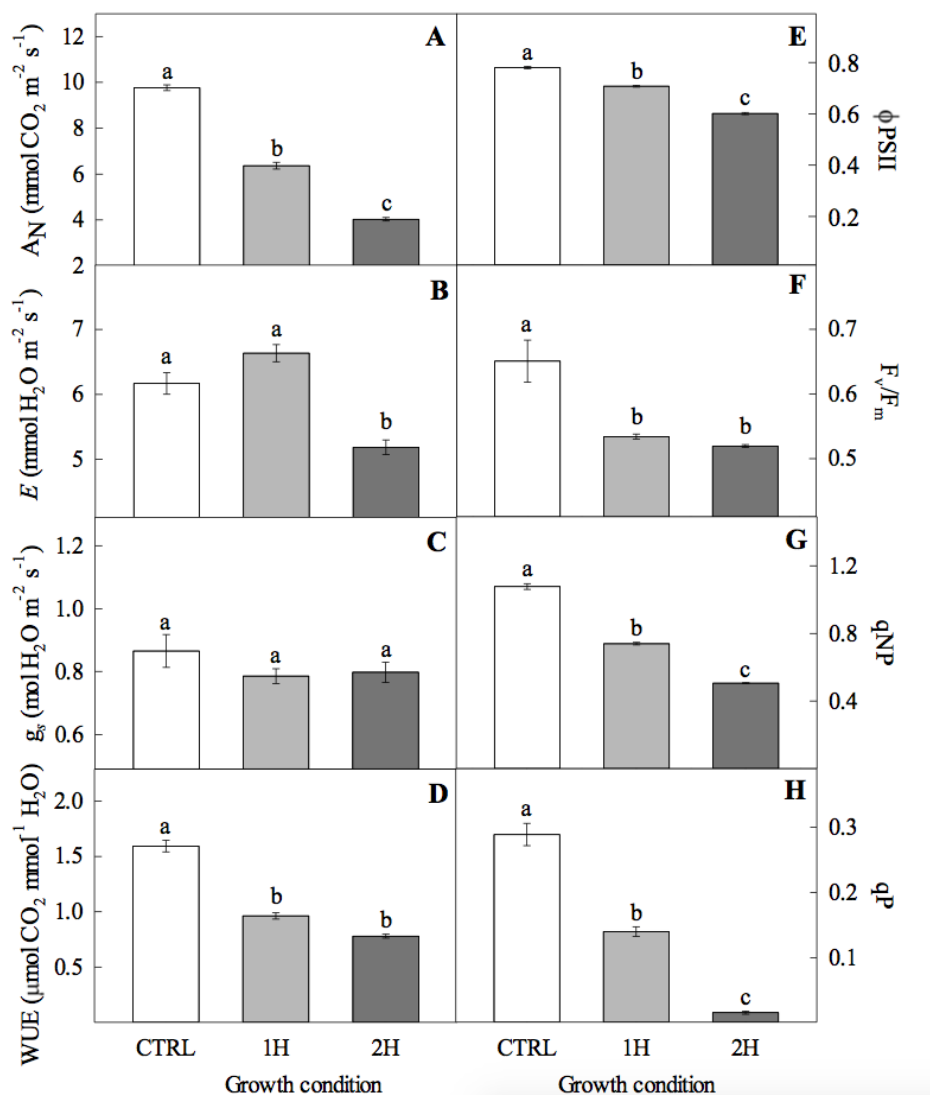 A
A_N (mmol CO₂ m⁻² s⁻¹)
12
10
8
6
4
2
a
b
c
E
ϕ PSII
0.8
0.6
0.4
0.2
a
b
c
B
E (mmol H₂O m⁻² s⁻¹)
7
6
5
a
a
b
F
Fᵥ/Fₘ
0.7
0.6
0.5
a
b
b
C
gₛ (mol H₂O m⁻² s⁻¹)
1.2
1.0
0.8
0.6
a
a
a
G
qNP
1.2
0.8
0.4
a
b
c
D
WUE (μmol CO₂ mmol⁻¹ H₂O)
2.0
1.5
1.0
0.5
a
b
b
H
qP
0.3
0.2
0.1
a
b
c
CTRL 1H 2H
CTRL 1H 2H
Growth condition
Growth condition